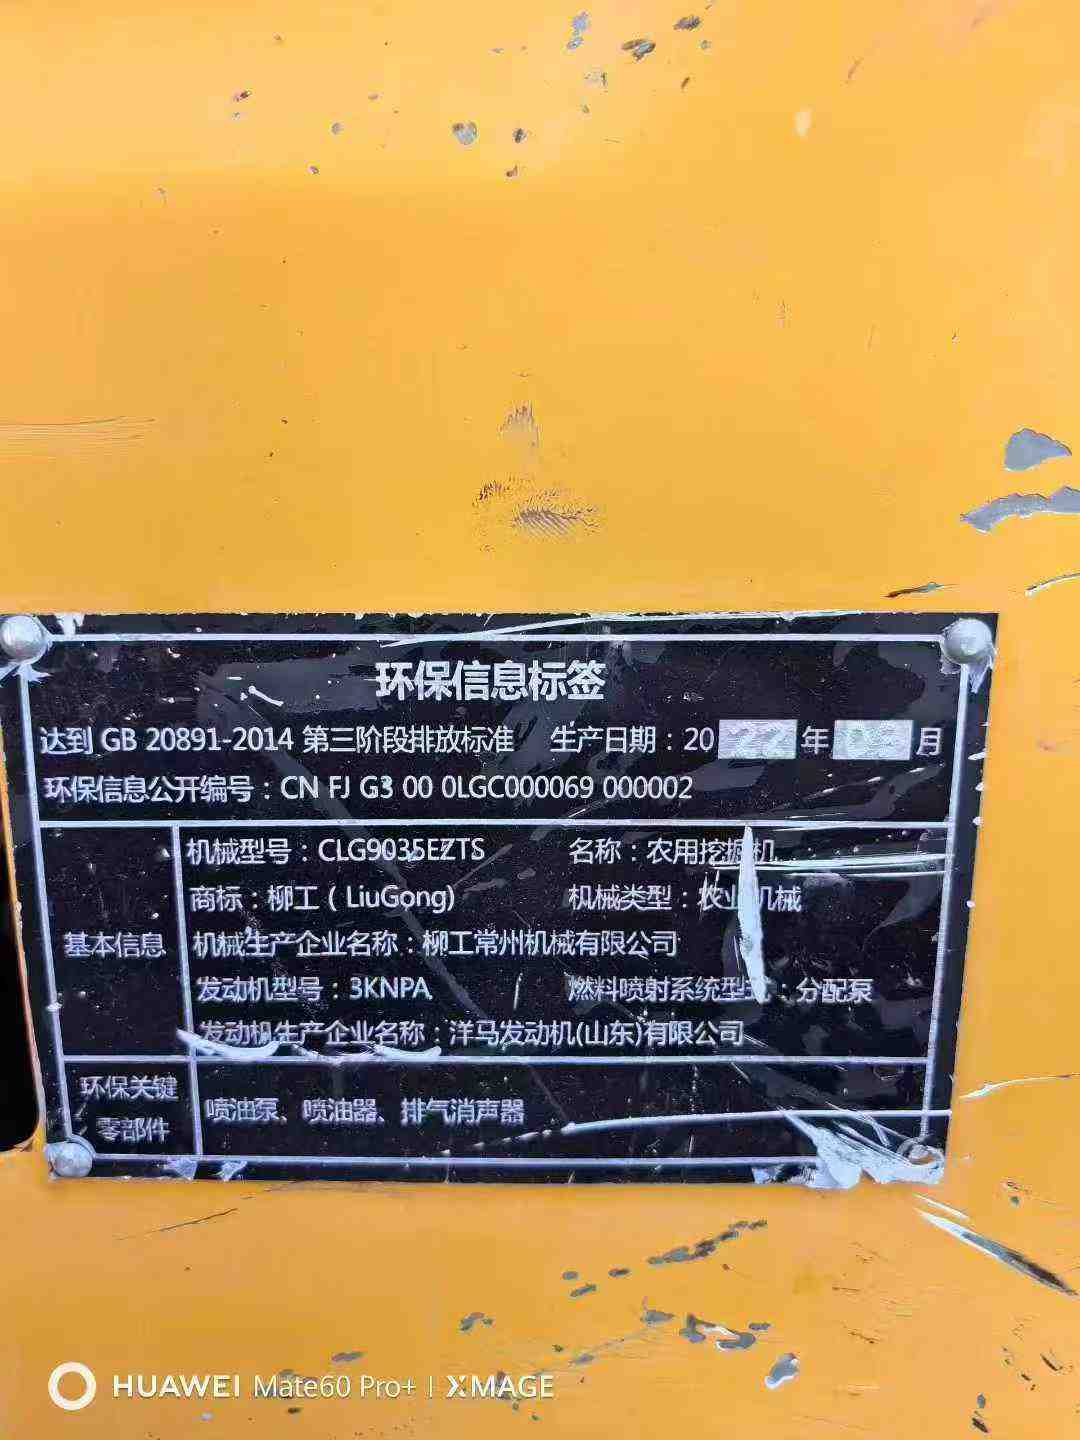 环保信息标签
达到 GB 20891-2014 第三阶段排放标准 生产日期：2022年 月
环保信息公开编号：CN FJ G3 00 0LGC000069 000002
机械型号：CLG9035EZTS 名称：农用挖掘机
商标：柳工（LiuGong) 机械类型：农业机械
基本信息 机械生产企业名称：柳工常州机械有限公司
发动机型号：3KNPA 燃料喷射系统型式：分配泵
发动机生产企业名称：洋马发动机(山东)有限公司
环保关键
零部件
喷油泵、喷油器、排气消声器
HUAWEI Mate60 Pro+ | XMAGE